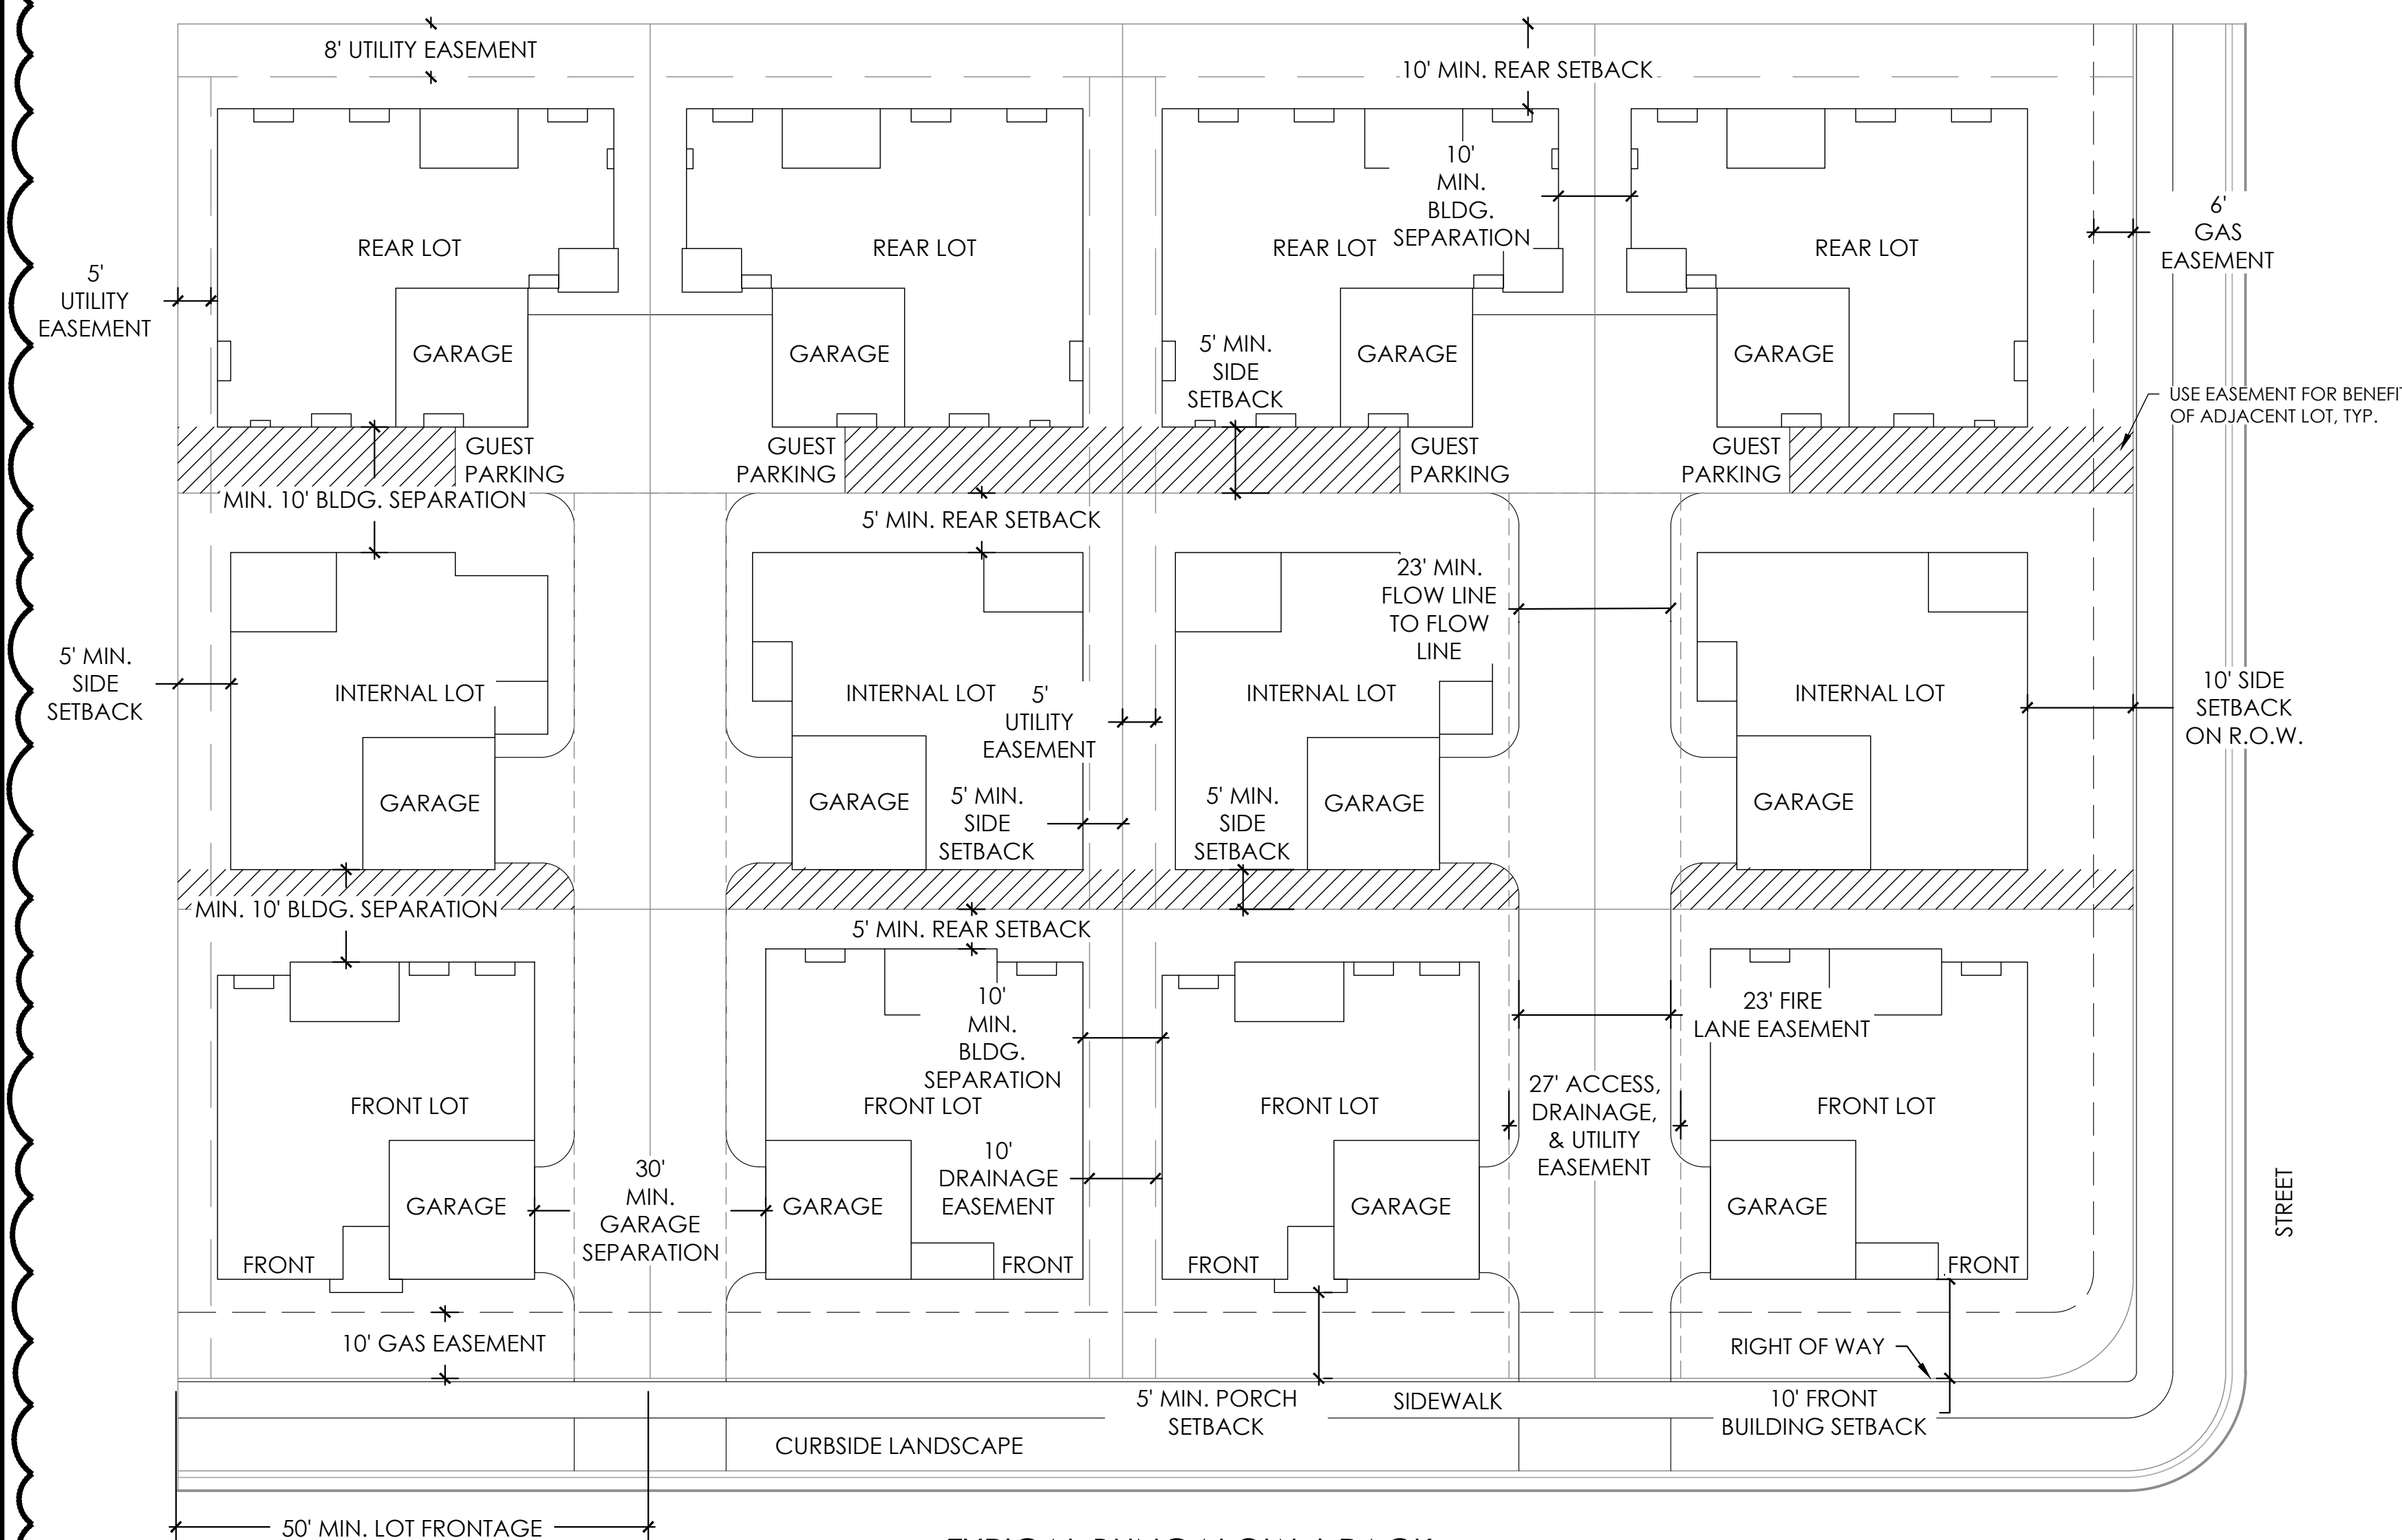 8' UTILITY EASEMENT
10' MIN. REAR SETBACK
10'
MIN.
BLDG.
SEPARATION
6'
GAS
EASEMENT
REAR LOT
REAR LOT
REAR LOT
REAR LOT
5'
UTILITY
EASEMENT
GARAGE
GARAGE
5' MIN.
SIDE
SETBACK
GARAGE
GARAGE
USE EASEMENT FOR BENEFIT
OF ADJACENT LOT, TYP.
GUEST
PARKING
GUEST
PARKING
GUEST
PARKING
GUEST
PARKING
MIN. 10' BLDG. SEPARATION
5' MIN. REAR SETBACK
23' MIN.
FLOW LINE
TO FLOW
LINE
5' MIN.
SIDE
SETBACK
INTERNAL LOT
INTERNAL LOT
INTERNAL LOT
INTERNAL LOT
10' SIDE
SETBACK
ON R.O.W.
5'
UTILITY
EASEMENT
GARAGE
GARAGE
5' MIN.
SIDE
SETBACK
5' MIN.
SIDE
SETBACK
GARAGE
GARAGE
MIN. 10' BLDG. SEPARATION
5' MIN. REAR SETBACK
10'
MIN.
BLDG.
SEPARATION
23' FIRE
LANE EASEMENT
FRONT LOT
FRONT LOT
FRONT LOT
FRONT LOT
27' ACCESS,
DRAINAGE,
& UTILITY
EASEMENT
10'
DRAINAGE
EASEMENT
30'
MIN.
GARAGE
SEPARATION
GARAGE
GARAGE
GARAGE
GARAGE
STREET
FRONT
FRONT
FRONT
FRONT
10' GAS EASEMENT
RIGHT OF WAY
5' MIN. PORCH
SETBACK
SIDEWALK
10' FRONT
BUILDING SETBACK
CURBSIDE LANDSCAPE
50' MIN. LOT FRONTAGE